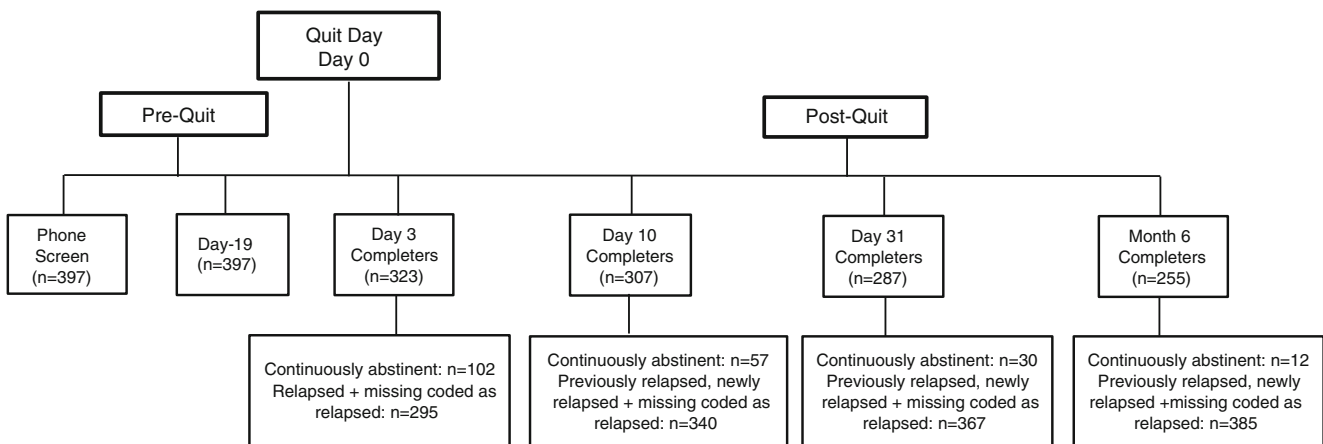 Quit Day
Day 0
Pre-Quit
Post-Quit
Phone
Screen
(n=397)
Day-19
(n=397)
Day 3
Completers
(n=323)
Day 10
Completers
(n=307)
Day 31
Completers
(n=287)
Month 6
Completers
(n=255)
Continuously abstinent: n=102
Relapsed + missing coded as
relapsed: n=295
Continuously abstinent: n=57
Previously relapsed, newly
relapsed + missing coded as
relapsed: n=340
Continuously abstinent: n=30
Previously relapsed, newly
relapsed + missing coded as
relapsed: n=367
Continuously abstinent: n=12
Previously relapsed, newly
relapsed +missing coded as
relapsed: n=385